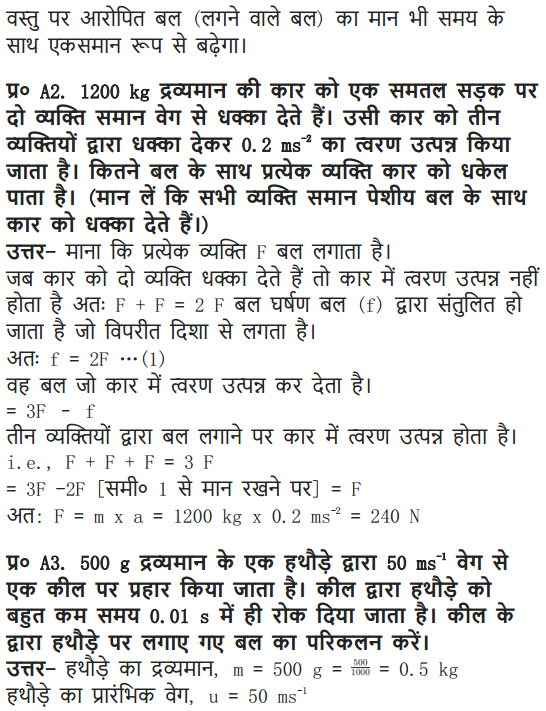 वस्तु पर आरोपित बल (लगने वाले बल) का मान भी समय के
साथ एकसमान रूप से बढ़ेगा।
प्र० A2. 1200 kg द्रव्यमान की कार को एक समतल सड़क पर
दो व्यक्ति समान वेग से धक्का देते हैं। उसी कार को तीन
व्यक्तियों द्वारा धक्का देकर 0.2 ms⁻² का त्वरण उत्पन्न किया
जाता है। कितने बल के साथ प्रत्येक व्यक्ति कार को धकेल
पाता है। (मान लें कि सभी व्यक्ति समान पेशीय बल के साथ
कार को धक्का देते हैं।)
उत्तर- माना कि प्रत्येक व्यक्ति F बल लगाता है।
जब कार को दो व्यक्ति धक्का देते हैं तो कार में त्वरण उत्पन्न नहीं
होता है अतः F + F = 2 F बल घर्षण बल (f) द्वारा संतुलित हो
जाता है जो विपरीत दिशा से लगता है।
अतः f = 2F …(1)
वह बल जो कार में त्वरण उत्पन्न कर देता है।
= 3F - f
तीन व्यक्तियों द्वारा बल लगाने पर कार में त्वरण उत्पन्न होता है।
i.e., F + F + F = 3 F
= 3F -2F [समी० 1 से मान रखने पर] = F
अत: F = m x a = 1200 kg x 0.2 ms⁻² = 240 N
प्र० A3. 500 g द्रव्यमान के एक हथौड़े द्वारा 50 ms⁻¹ वेग से
एक कील पर प्रहार किया जाता है। कील द्वारा हथौड़े को
बहुत कम समय 0.01 s में ही रोक दिया जाता है। कील के
द्वारा हथौड़े पर लगाए गए बल का परिकलन करें।
उत्तर- हथौड़े का द्रव्यमान, m = 500 g = 500/1000 = 0.5 kg
हथौड़े का प्रारंभिक वेग, u = 50 ms⁻¹